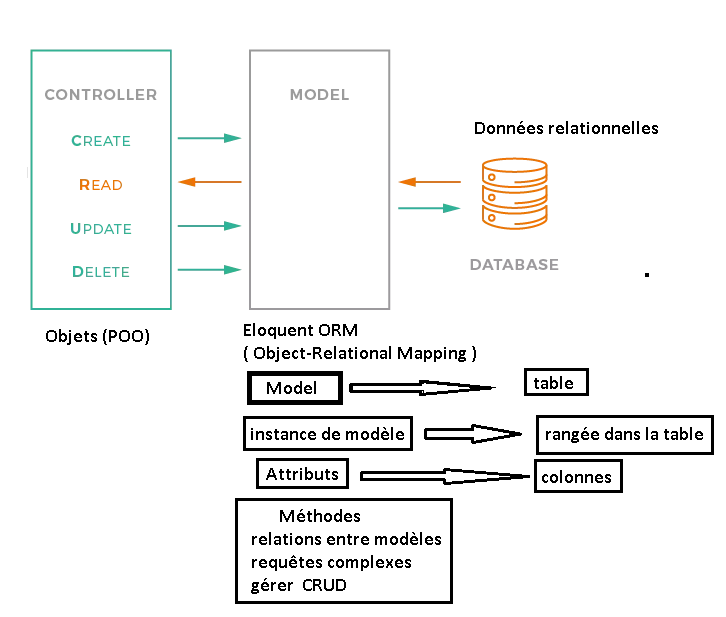 CONTROLLER
CREATE
READ
UPDATE
DELETE
Objets (POO)
MODEL
Données relationnelles
DATABASE
Eloquent ORM
( Object-Relational Mapping )
Model
table
instance de modèle
rangée dans la table
Attributs
colonnes
Méthodes
relations entre modèles
requêtes complexes
gérer CRUD